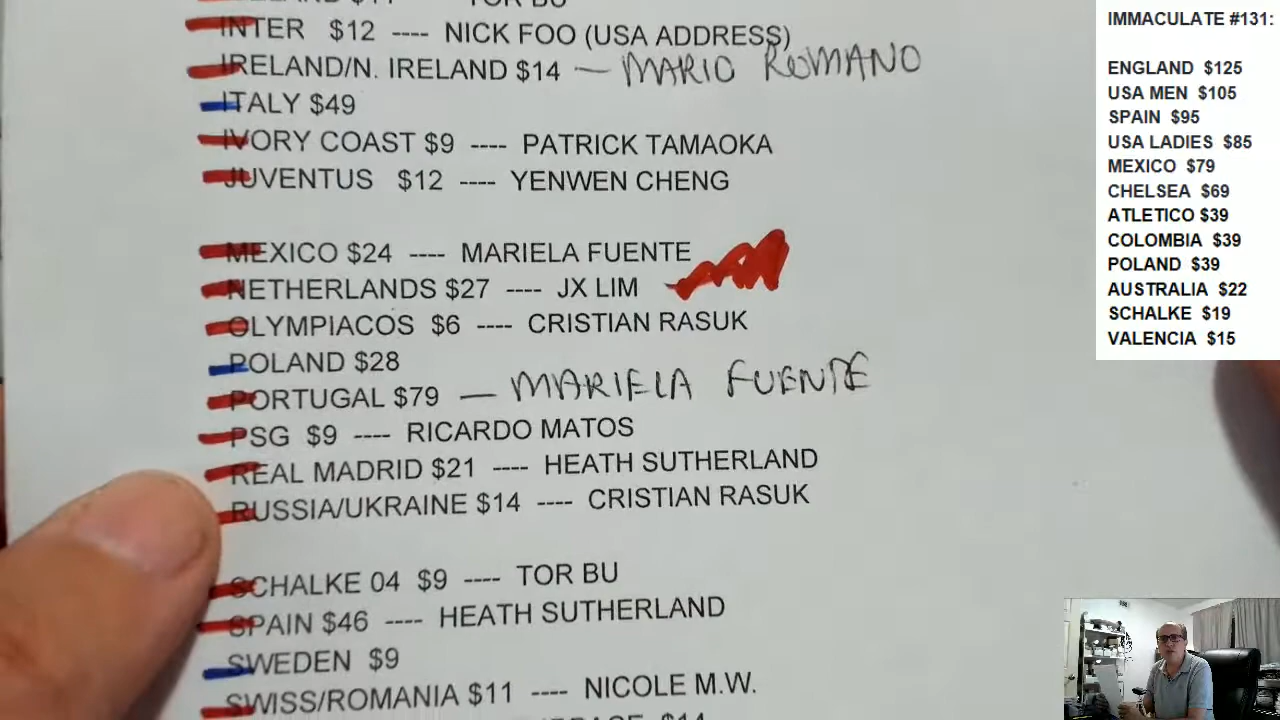 INTER $12 ---- NICK FOO (USA ADDRESS)
IRELAND/N. IRELAND $14 — MARIO ROMANO
ITALY $49
IVORY COAST $9 ---- PATRICK TAMAOKA
JUVENTUS $12 ---- YENWEN CHENG
MEXICO $24 ---- MARIELA FUENTE
NETHERLANDS $27 ---- JX LIM
OLYMPIACOS $6 ---- CRISTIAN RASUK
POLAND $28
PORTUGAL $79 — MARIELA FUENTE
PSG $9 ---- RICARDO MATOS
REAL MADRID $21 ---- HEATH SUTHERLAND
RUSSIA/UKRAINE $14 ---- CRISTIAN RASUK
SCHALKE 04 $9 ---- TOR BU
SPAIN $46 ---- HEATH SUTHERLAND
SWEDEN $9
SWISS/ROMANIA $11 ---- NICOLE M.W.
IMMACULATE #131:
ENGLAND $125
USA MEN $105
SPAIN $95
USA LADIES $85
MEXICO $79
CHELSEA $69
ATLETICO $39
COLOMBIA $39
POLAND $39
AUSTRALIA $22
SCHALKE $19
VALENCIA $15